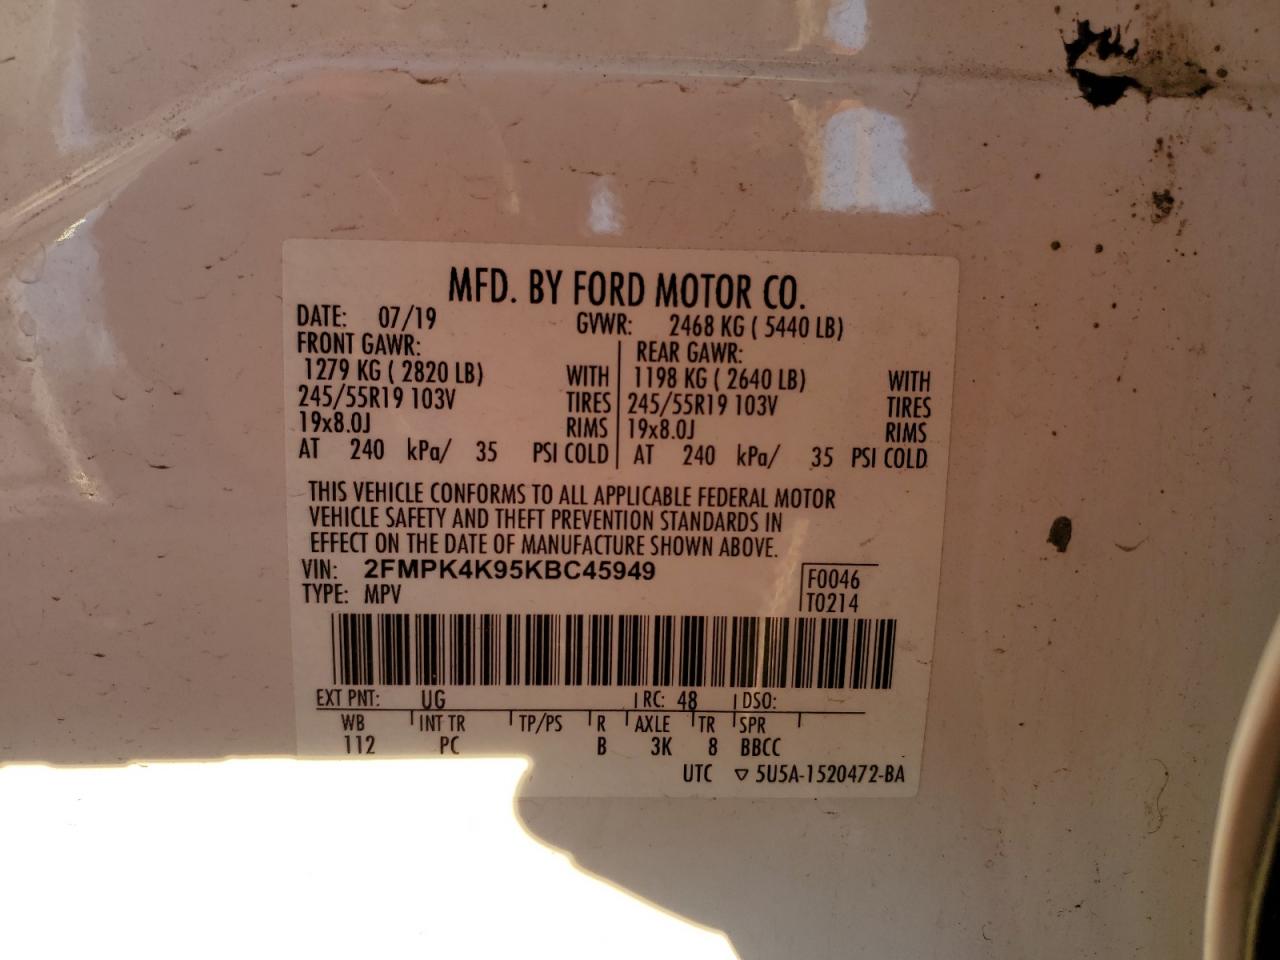 MFD. BY FORD MOTOR CO.
DATE: 07/19 GVWR: 2468 KG ( 5440 LB)
FRONT GAWR: REAR GAWR:
1279 KG ( 2820 LB) WITH 1198 KG ( 2640 LB) WITH
245/55R19 103V TIRES 245/55R19 103V TIRES
19x8.0J RIMS 19x8.0J RIMS
AT 240 kPa/ 35 PSI COLD AT 240 kPa/ 35 PSI COLD
THIS VEHICLE CONFORMS TO ALL APPLICABLE FEDERAL MOTOR
VEHICLE SAFETY AND THEFT PREVENTION STANDARDS IN
EFFECT ON THE DATE OF MANUFACTURE SHOWN ABOVE.
VIN: 2FMPK4K95KBC45949 F0046
TYPE: MPV T0214
EXT PNT: UG RC: 48 DSO:
WB INT TR TP/PS R AXLE TR SPR
112 PC B 3K 8 BBCC
UTC ▽ 5U5A-1520472-BA